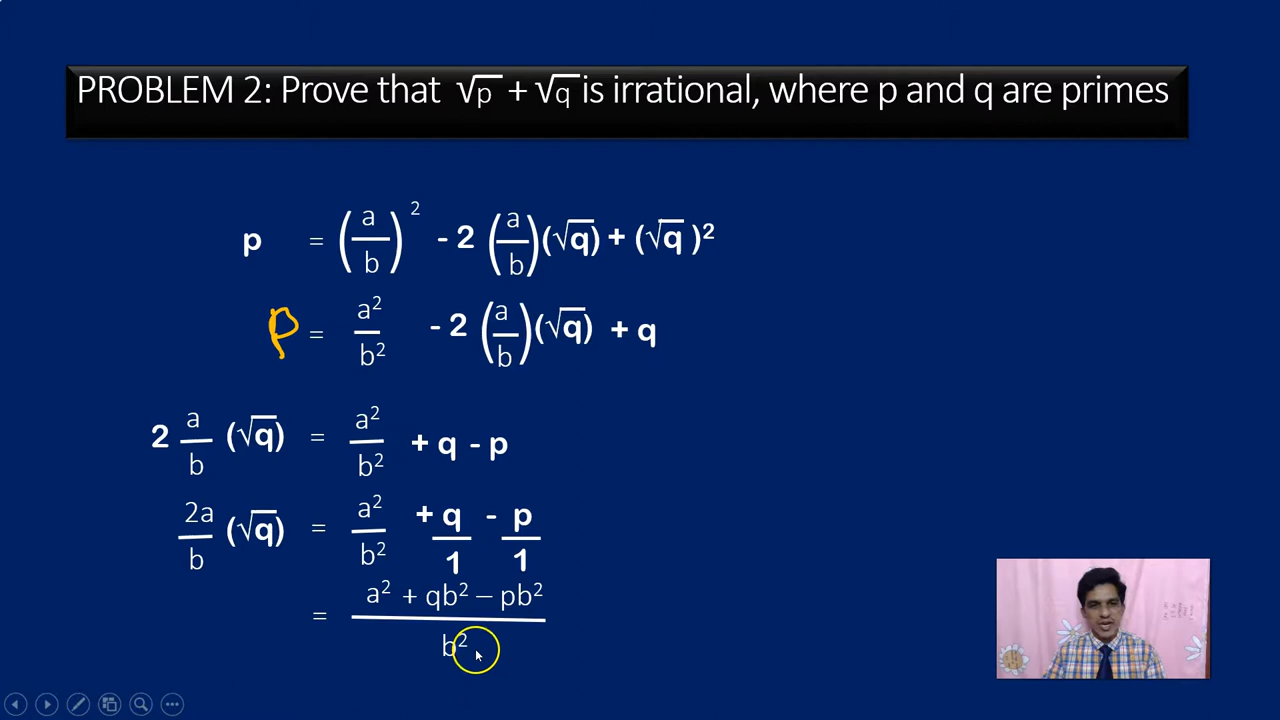 PROBLEM 2: Prove that √p + √q is irrational, where p and q are primes
p = (a/b)² - 2 (a/b)(√q) + (√q)²
P = a²/b² - 2 (a/b)(√q) + q
2 a/b (√q) = a²/b² + q - p
2a/b (√q) = a²/b² + q/1 - p/1
= a² + qb² – pb² / b²